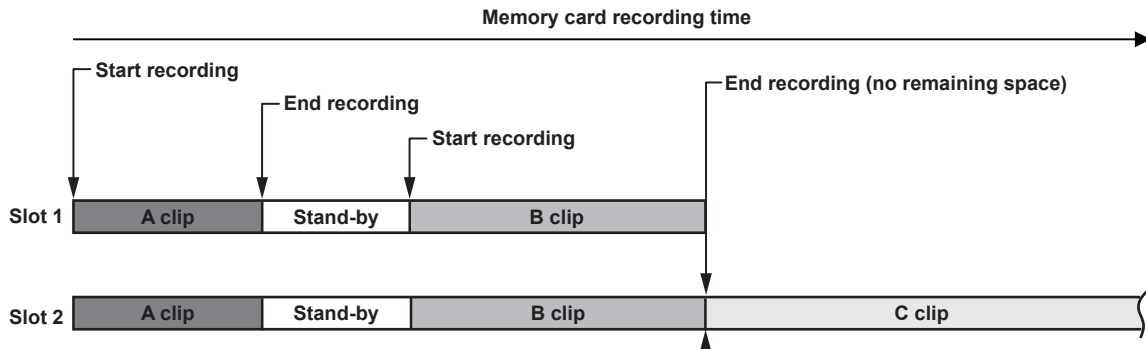 Memory card recording time
Start recording
End recording (no remaining space)
End recording
Start recording
Slot 1
A clip
Stand-by
B clip
Slot 2
A clip
Stand-by
B clip
C clip